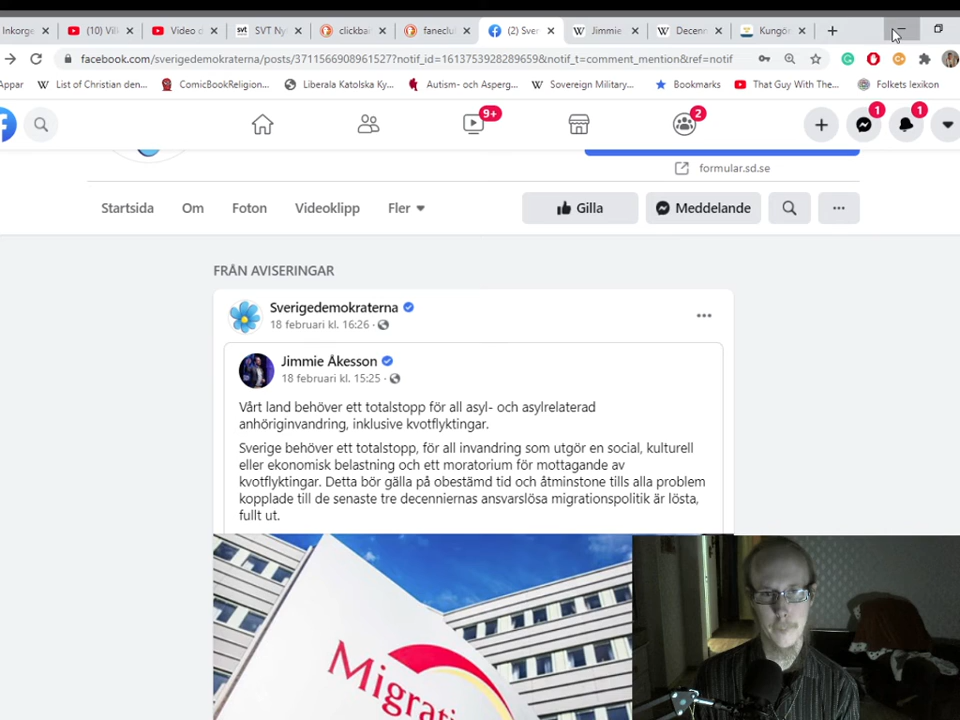 Inkorge
(10) Vill
Video d
SVT Ny
clickba
faneclu
(2) Sver
Jimmie
Decenn
Kungö
facebook.com/sverigedemokraterna/posts/3711566908961527?notif_id=1613753928289659&notif_t=comment_mention&ref=notif
Appar
List of Christian den...
ComicBookReligion...
Liberala Katolska Ky...
Autism- och Asperg...
Sovereign Military...
Bookmarks
That Guy With The...
Folkets lexikon
9+
2
1
1
formular.sd.se
Startsida Om Foton Videoklipp Fler Gilla Meddelande
FRÅN AVISERINGAR
Sverigedemokraterna
18 februari kl. 16:26 ·
Jimmie Åkesson
18 februari kl. 15:25 ·
Vårt land behöver ett totalstopp för all asyl- och asylrelaterad
anhöriginvandring, inklusive kvotflyktingar.
Sverige behöver ett totalstopp, för all invandring som utgör en social, kulturell
eller ekonomisk belastning och ett moratorium för mottagande av
kvotflyktingar. Detta bör gälla på obestämd tid och åtminstone tills alla problem
kopplade till de senaste tre decenniernas ansvarslösa migrationspolitik är lösta,
fullt ut.
Migrati